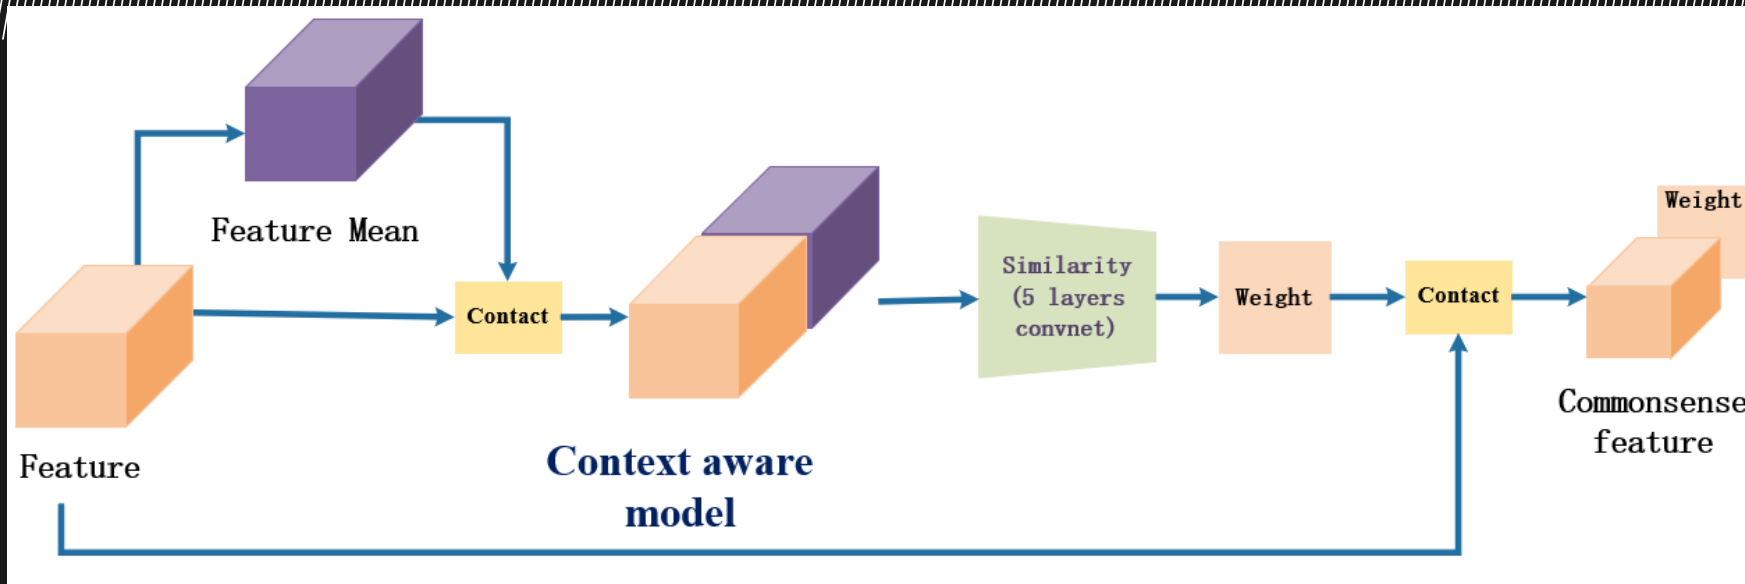 Feature Mean
Feature
Contact
Context aware
model
Similarity
(5 layers
convnet)
Weight
Contact
Weight
Commonsense
feature